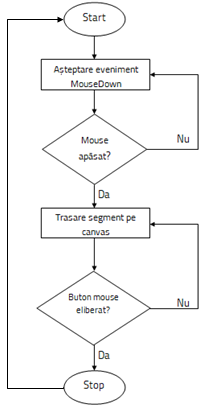 Start
Așteptare eveniment
MouseDown
Mouse
apăsat?
Nu
Da
Trasare segment pe
canvas
Buton mouse
eliberat?
Nu
Da
Stop